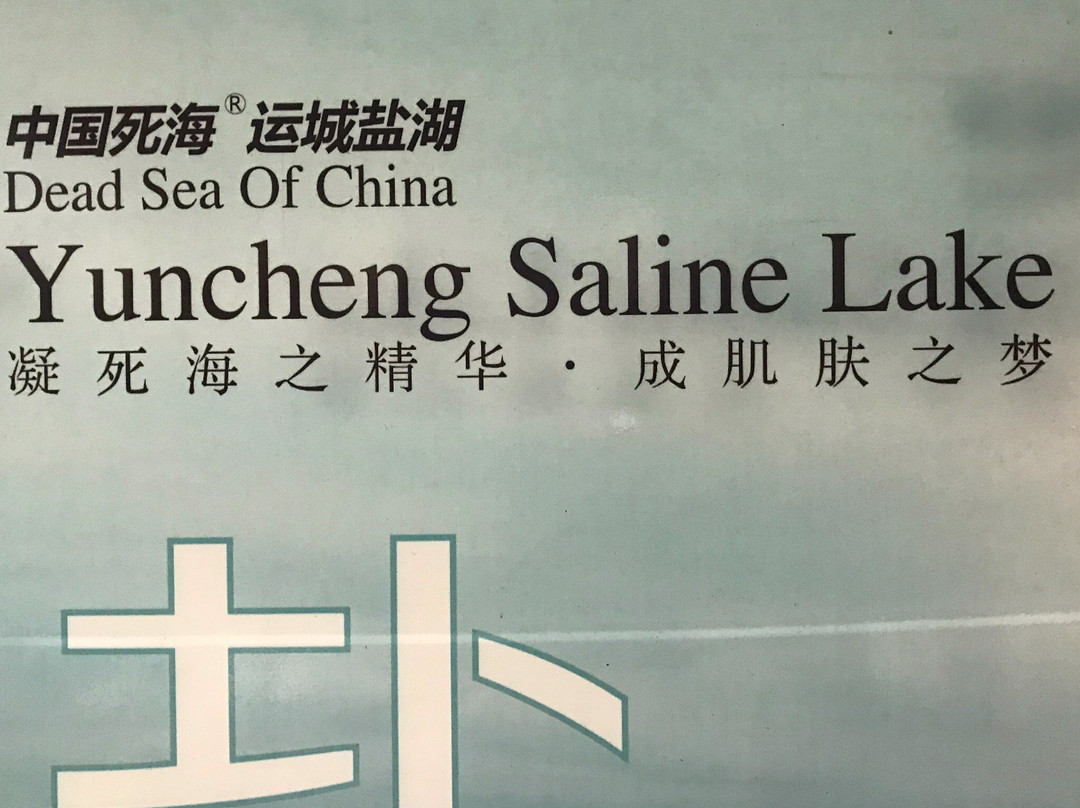 中国死海®运城盐湖
Dead Sea Of China
Yuncheng Saline Lake
凝死海之精华·成肌肤之梦